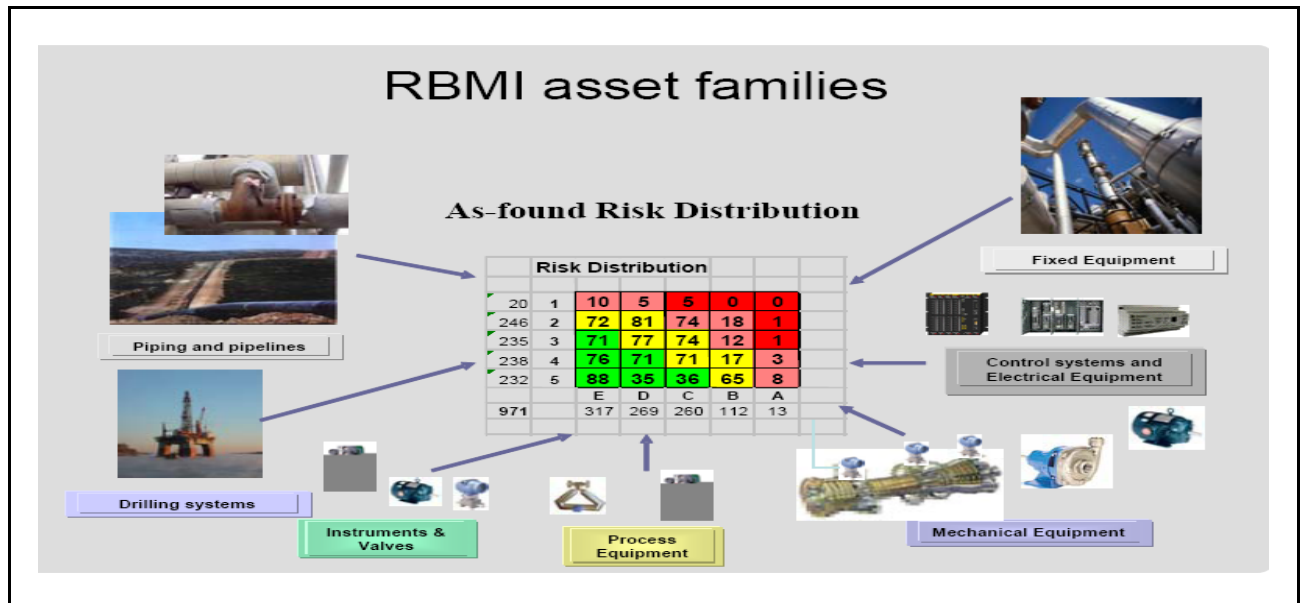 RBMI asset families
As-found Risk Distribution
Fixed Equipment
Risk Distribution
20 1 10 5 5 0 0
246 2 72 81 74 18 1
235 3 71 77 74 12 1
238 4 76 71 71 17 3
232 5 88 35 36 65 8
E D C B A
971 317 269 260 112 13
Piping and pipelines
Control systems and
Electrical Equipment
Drilling systems
Instruments &
Valves
Process
Equipment
Mechanical Equipment